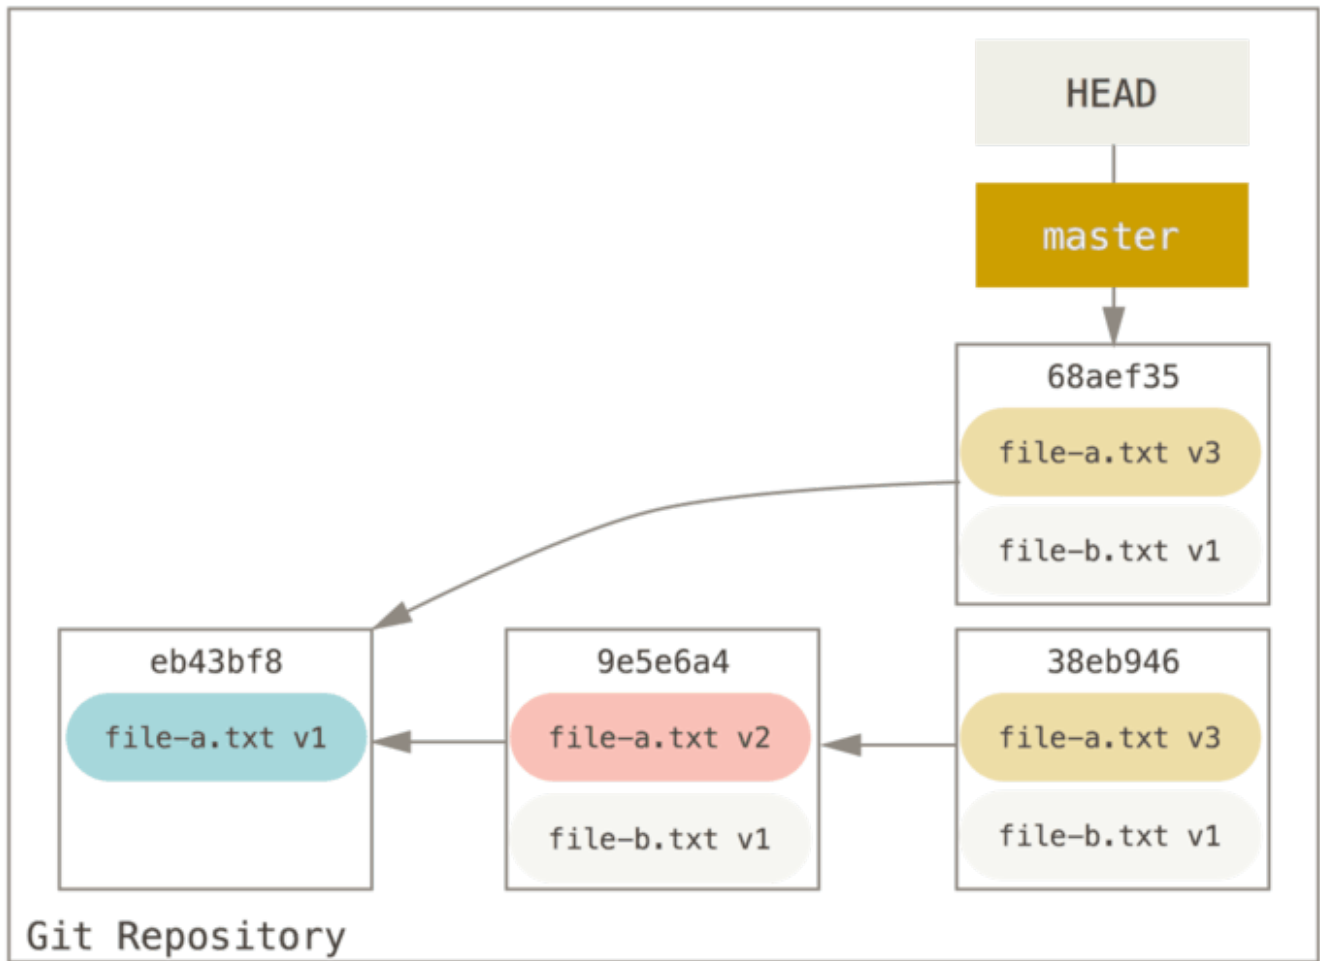 HEAD
master
68aef35
file-a.txt v3
file-b.txt v1
eb43bf8
file-a.txt v1
9e5e6a4
file-a.txt v2
file-b.txt v1
38eb946
file-a.txt v3
file-b.txt v1
Git Repository